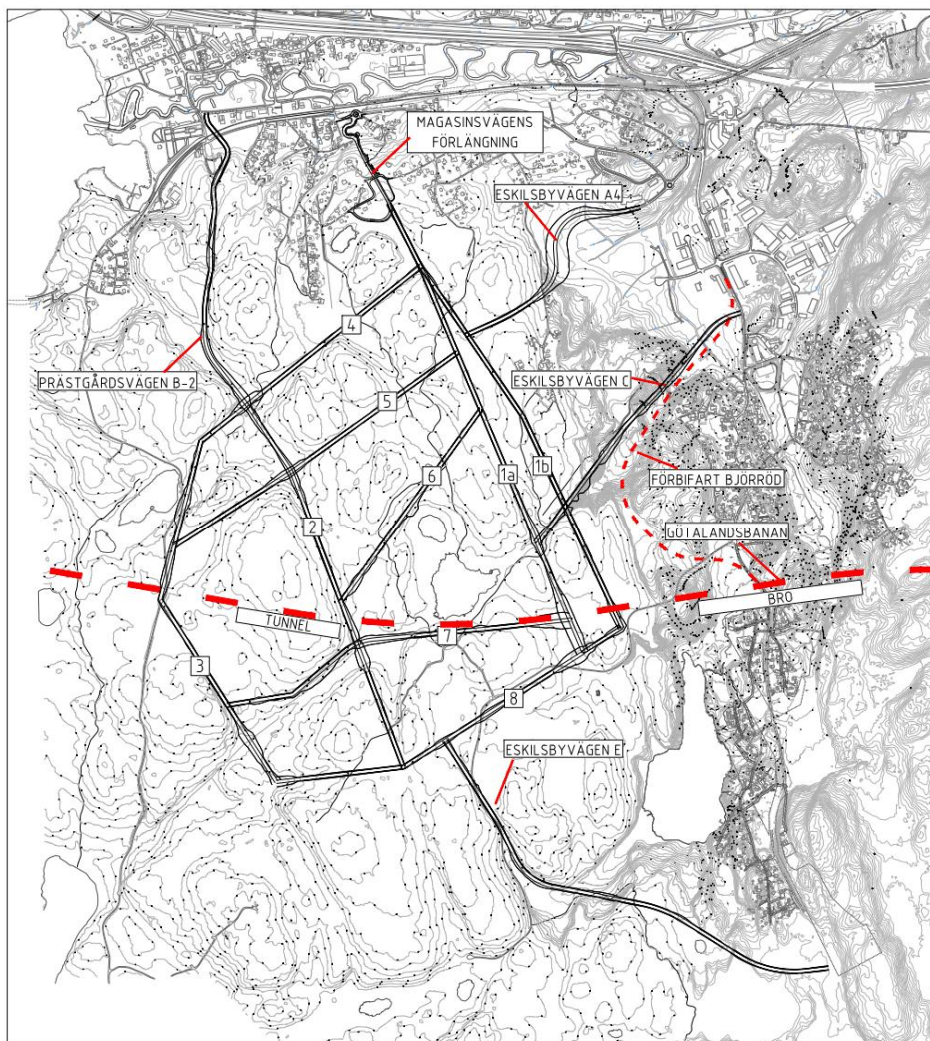 MAGASINSVÄGENS
FÖRLÄNGNING
ESKILSBYVÄGEN A4
4
PRÄSTGÅRDSVÄGEN B-2
ESKILSBYVÄGEN C
5
6
1a
1b
FÖRBIFART BJÖRRÖD
2
GÖTALANDSBANAN
BRO
TUNNEL
7
3
8
ESKILSBYVÄGEN E